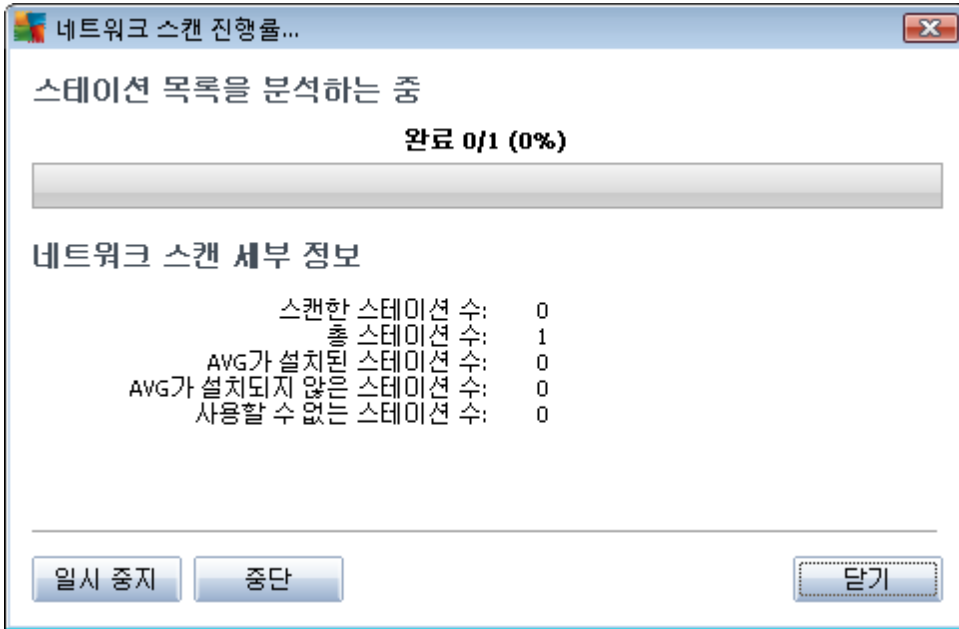 네트워크 스캔 진행률...
스테이션 목록을 분석하는 중
완료 0/1 (0%)
네트워크 스캔 세부 정보
스캔한 스테이션 수: 0
총 스테이션 수: 1
AVG가 설치된 스테이션 수: 0
AVG가 설치되지 않은 스테이션 수: 0
사용할 수 없는 스테이션 수: 0
일시 중지 중단 닫기